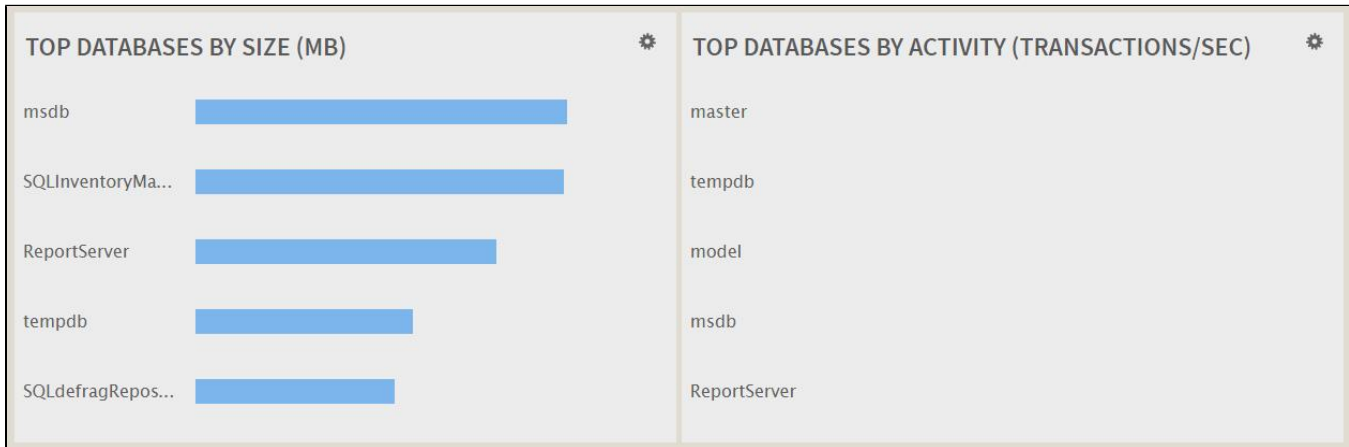 TOP DATABASES BY SIZE (MB)
msdb
SQLInventoryMa...
ReportServer
tempdb
SQLdefragRepos...
TOP DATABASES BY ACTIVITY (TRANSACTIONS/SEC)
master
tempdb
model
msdb
ReportServer